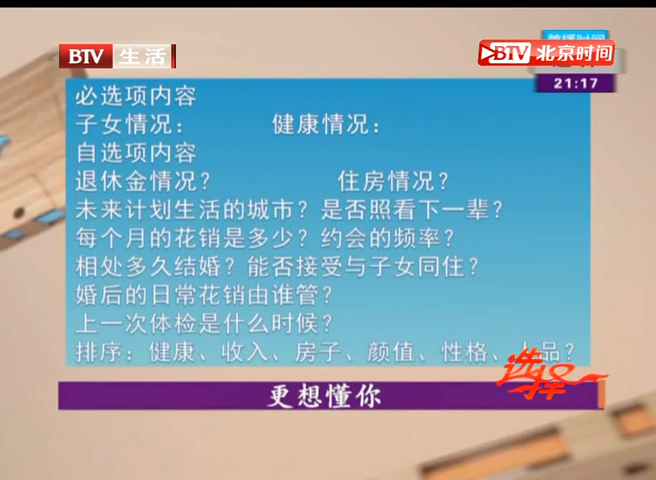 BTV 生活
BTV 北京时间
21:17
必选项内容
子女情况： 健康情况：
自选项内容
退休金情况？ 住房情况？
未来计划生活的城市？是否照看下一辈？
每个月的花销是多少？约会的频率？
相处多久结婚？能否接受与子女同住？
婚后的日常花销由谁管？
上一次体检是什么时候？
排序：健康、收入、房子、颜值、性格、人品？
选择
更想懂你